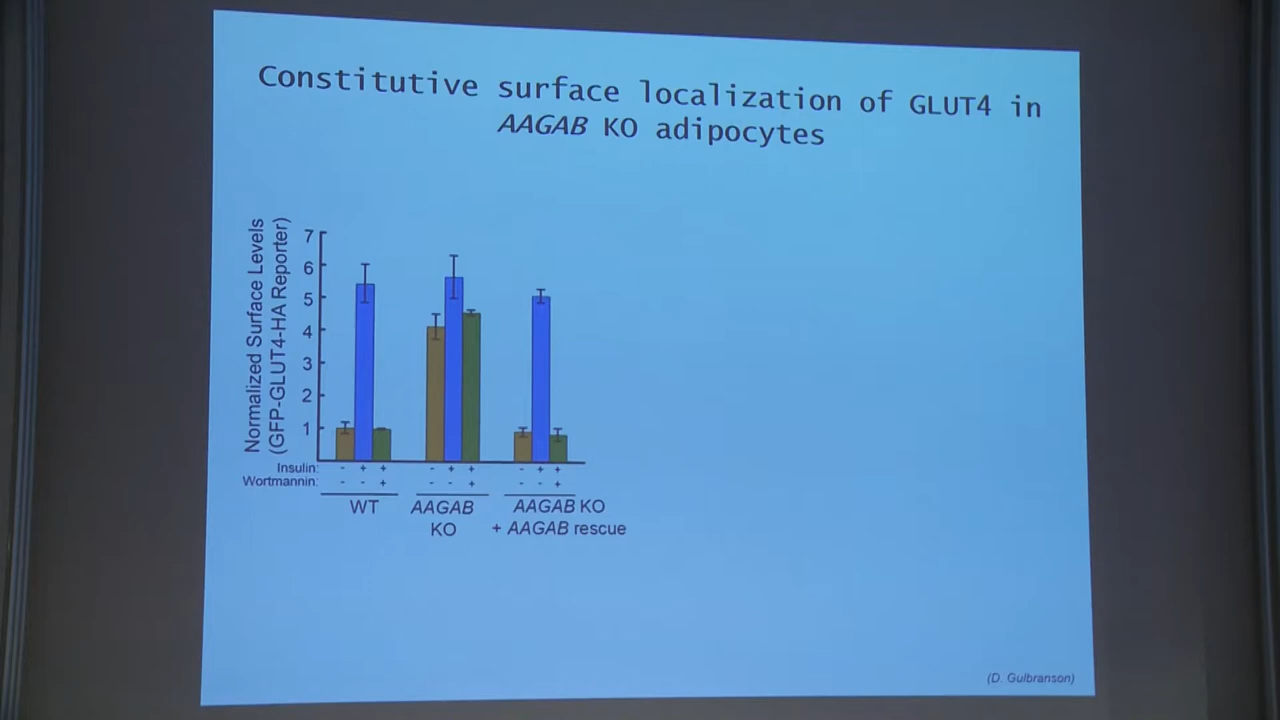 Constitutive surface localization of GLUT4 in
AAGAB KO adipocytes
Normalized Surface Levels
(GFP-GLUT4-HA Reporter)
7
6
5
4
3
2
1
Insulin: - + + - + + - + +
Wortmannin: - - + - - + - - +
WT
AAGAB
KO
AAGAB KO
+ AAGAB rescue
(D. Gulbranson)